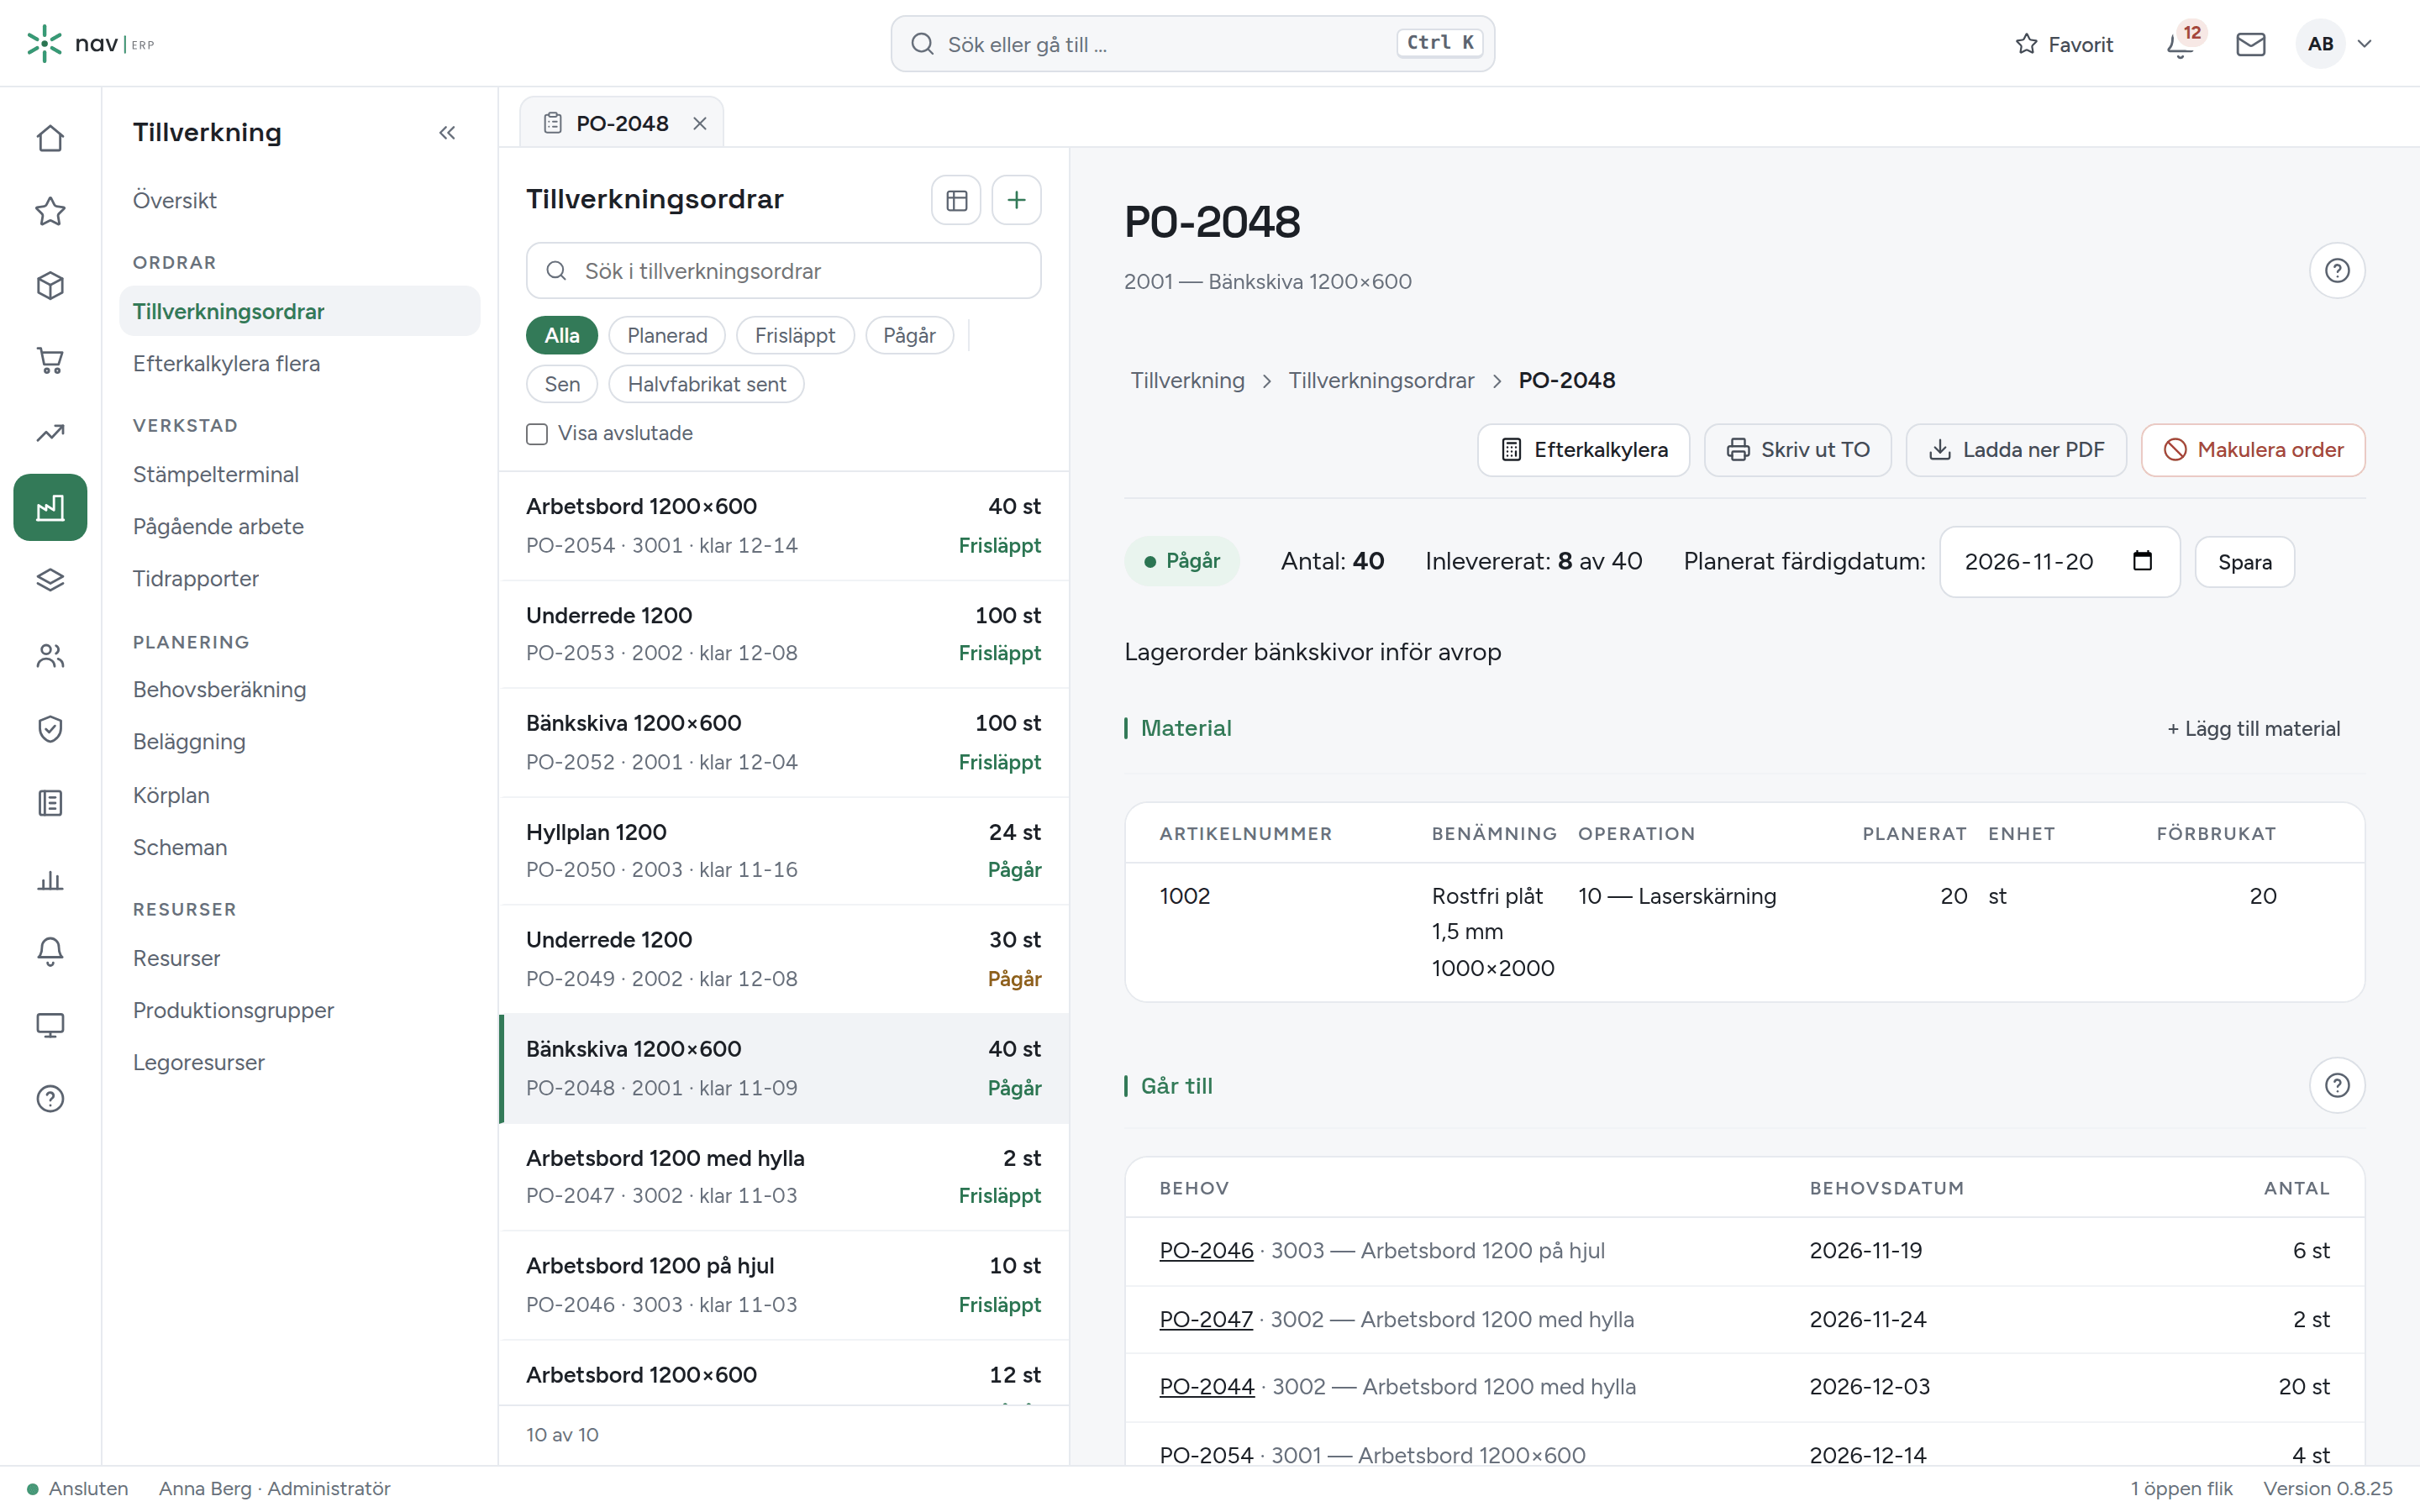 nav ERP
Sök eller gå till ... Ctrl K
Favorit
12
AB
Tillverkning
Översikt
ORDRAR
Tillverkningsordrar
Efterkalkylera flera
VERKSTAD
Stämpelterminal
Pågående arbete
Tidrapporter
PLANERING
Behovsberäkning
Beläggning
Körplan
Scheman
RESURSER
Resurser
Produktionsgrupper
Legoresurser
PO-2048
Tillverkningsordrar
Sök i tillverkningsordrar
Alla Planerad Frisläppt Pågår
Sen Halvfabrikat sent
Visa avslutade
Arbetsbord 1200×600 40 st
PO-2054 · 3001 · klar 12-14 Frisläppt
Underrede 1200 100 st
PO-2053 · 2002 · klar 12-08 Frisläppt
Bänkskiva 1200×600 100 st
PO-2052 · 2001 · klar 12-04 Frisläppt
Hyllplan 1200 24 st
PO-2050 · 2003 · klar 11-16 Pågår
Underrede 1200 30 st
PO-2049 · 2002 · klar 12-08 Pågår
Bänkskiva 1200×600 40 st
PO-2048 · 2001 · klar 11-09 Pågår
Arbetsbord 1200 med hylla 2 st
PO-2047 · 3002 · klar 11-03 Frisläppt
Arbetsbord 1200 på hjul 10 st
PO-2046 · 3003 · klar 11-03 Frisläppt
Arbetsbord 1200×600 12 st
10 av 10
PO-2048
2001 — Bänkskiva 1200×600
Tillverkning > Tillverkningsordrar > PO-2048
Efterkalkylera Skriv ut TO Ladda ner PDF Makulera order
Pågår Antal: 40 Inlevererat: 8 av 40 Planerat färdigdatum: 2026-11-20 Spara
Lagerorder bänkskivor inför avrop
Material + Lägg till material
ARTIKELNUMMER BENÄMNING OPERATION PLANERAT ENHET FÖRBRUKAT
1002 Rostfri plåt 10 — Laserskärning 20 st 20
1,5 mm
1000×2000
Går till
BEHOV BEHOVSDATUM ANTAL
PO-2046 · 3003 — Arbetsbord 1200 på hjul 2026-11-19 6 st
PO-2047 · 3002 — Arbetsbord 1200 med hylla 2026-11-24 2 st
PO-2044 · 3002 — Arbetsbord 1200 med hylla 2026-12-03 20 st
PO-2054 · 3001 — Arbetsbord 1200×600 2026-12-14 4 st
Ansluten Anna Berg · Administratör 1 öppen flik Version 0.8.25